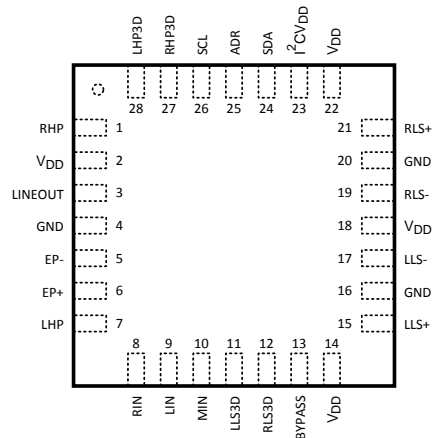 LHP3D
RHP3D
SCL
ADR
SDA
I²CVDD
VDD
28 27 26 25 24 23 22
RHP 1
VDD 2
LINEOUT 3
GND 4
EP- 5
EP+ 6
LHP 7
21 RLS+
20 GND
19 RLS-
18 VDD
17 LLS-
16 GND
15 LLS+
8 9 10 11 12 13 14
RIN
LIN
MIN
LLS3D
RLS3D
BYPASS
VDD